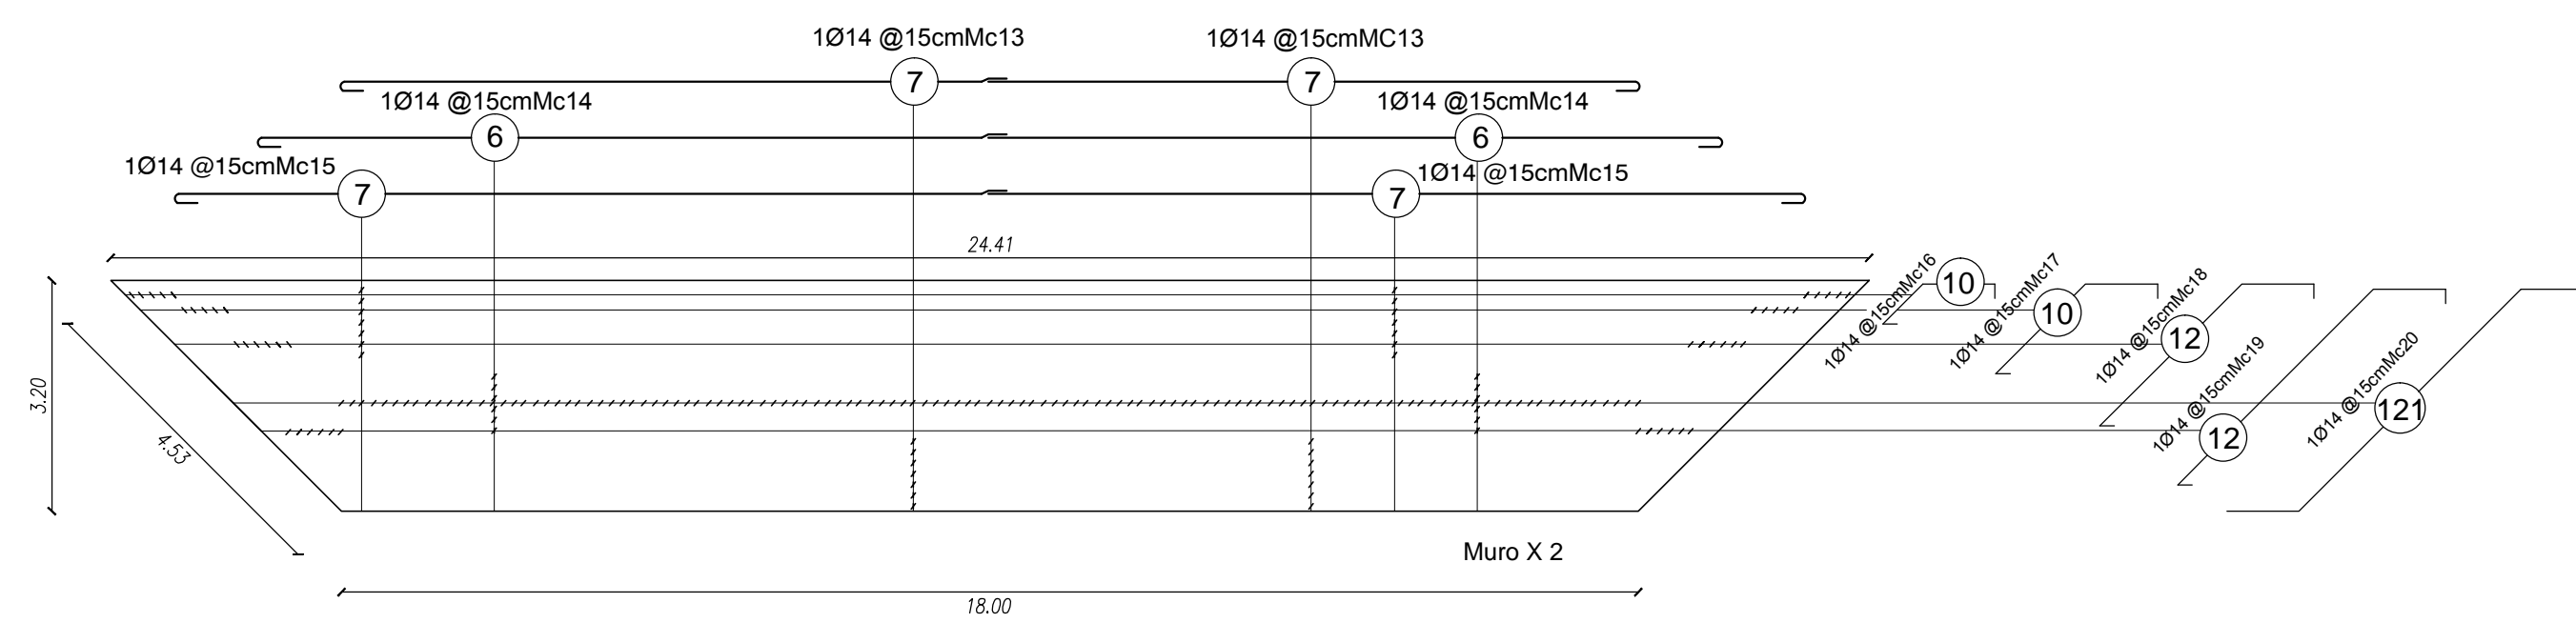 1Ø14 @15cmMc13
1Ø14 @15cmMC13
7
7
1Ø14 @15cmMc14
1Ø14 @15cmMc14
6
6
1Ø14 @15cmMc15
1Ø14 @15cmMc15
7
7
24.41
3.20
4.53
18.00
Muro X 2
1Ø14 @15cmMc16
10
1Ø14 @15cmMc17
10
1Ø14 @15cmMc18
12
1Ø14 @15cmMc19
12
1Ø14 @15cmMc20
121